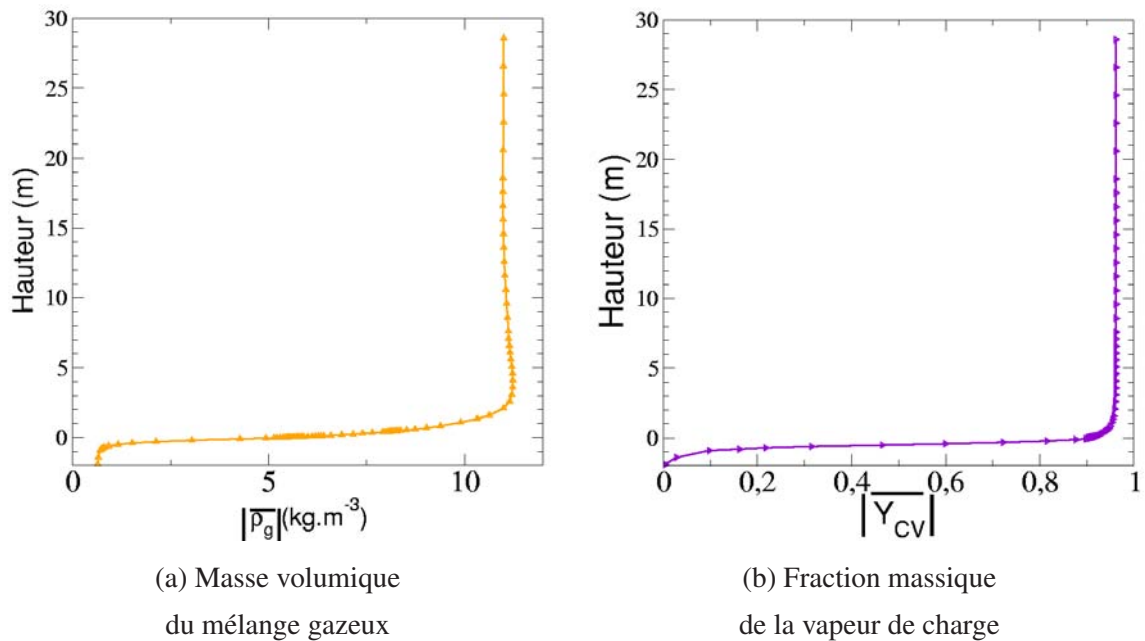 30
25
20
15
10
5
0
Hauteur (m)
0
5
10
|ρ_g| (kg.m-3)
(a) Masse volumique
du mélange gazeux
30
25
20
15
10
5
0
Hauteur (m)
0
0,2
0,4
0,6
0,8
1
|Y_CV|
(b) Fraction massique
de la vapeur de charge